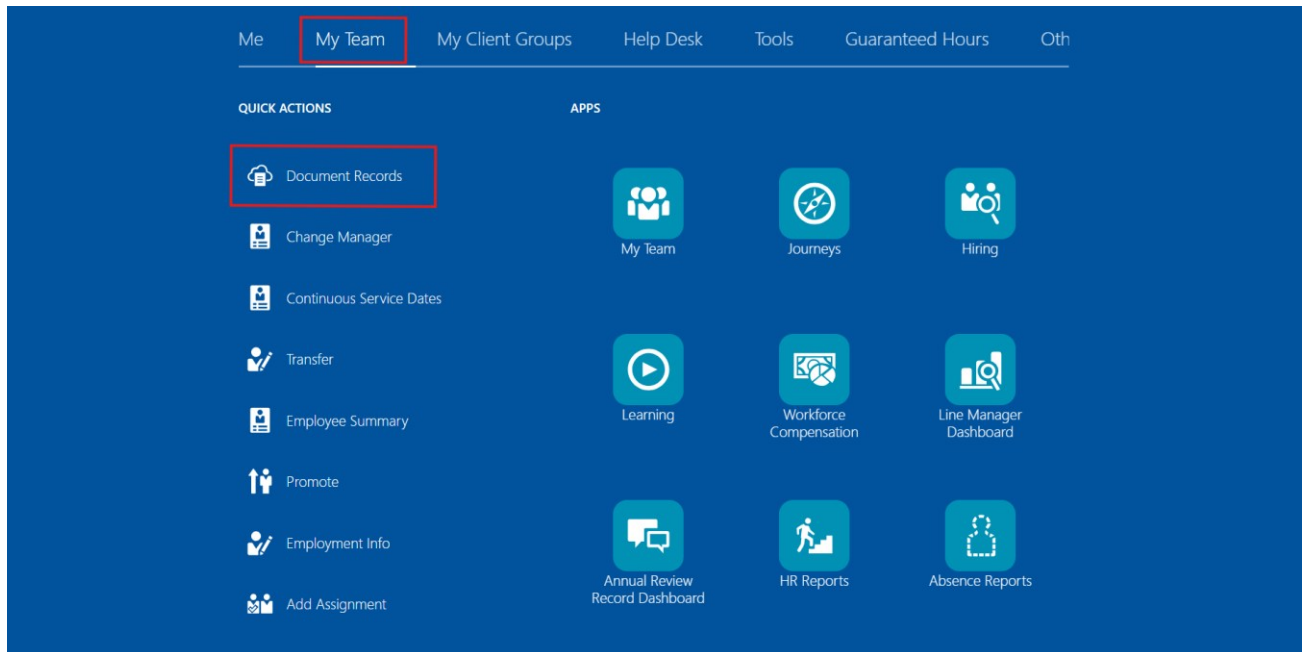 Me My Team My Client Groups Help Desk Tools Guaranteed Hours Oth
QUICK ACTIONS
Document Records
Change Manager
Continuous Service Dates
Transfer
Employee Summary
Promote
Employment Info
Add Assignment
APPS
My Team
Journeys
Hiring
Learning
Workforce
Compensation
Line Manager
Dashboard
Annual Review
Record Dashboard
HR Reports
Absence Reports